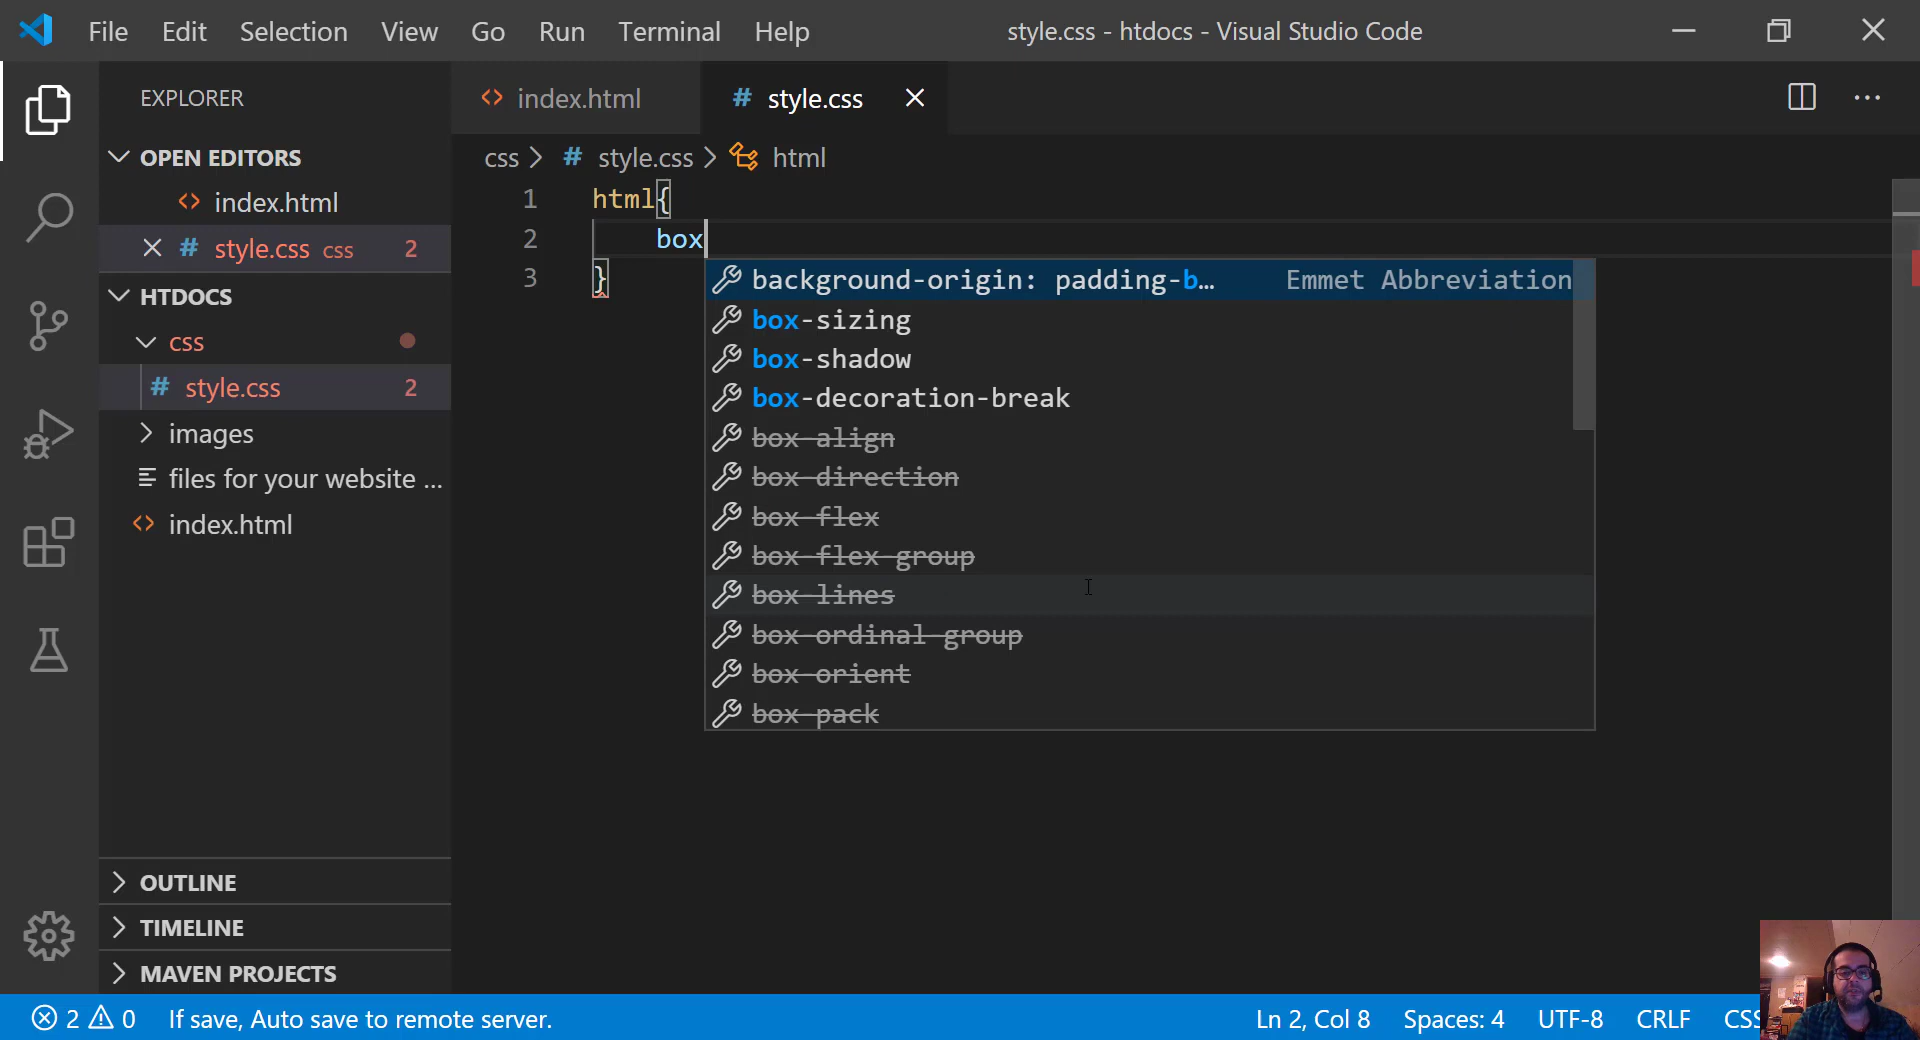 File Edit Selection View Go Run Terminal Help style.css - htdocs - Visual Studio Code
EXPLORER
OPEN EDITORS
index.html
style.css css 2
HTDOCS
css
style.css 2
images
files for your website ...
index.html
OUTLINE
TIMELINE
MAVEN PROJECTS
index.html # style.css
css > # style.css > html
1 html{
2 box
3 }
background-origin: padding-b... Emmet Abbreviation
box-sizing
box-shadow
box-decoration-break
box-align
box-direction
box-flex
box-flex-group
box-lines
box-ordinal-group
box-orient
box-pack
2 0 If save, Auto save to remote server. Ln 2, Col 8 Spaces: 4 UTF-8 CRLF CSS